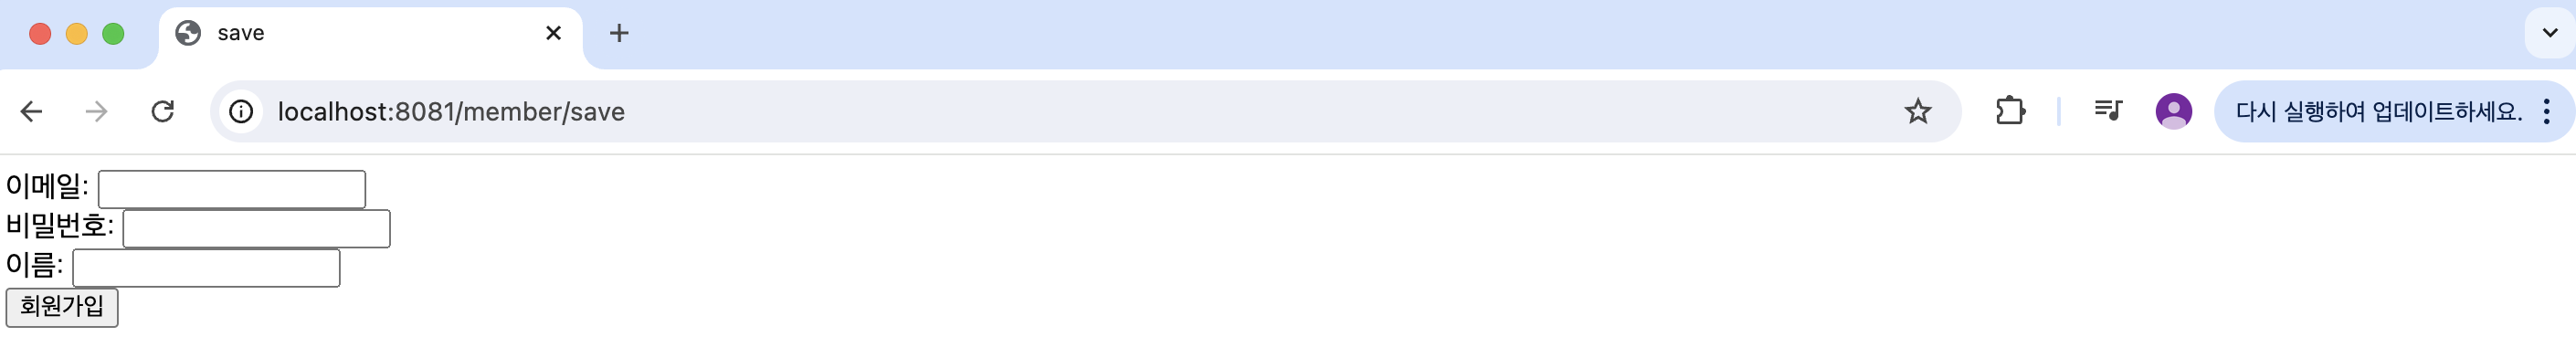 save
localhost:8081/member/save
다시 실행하여 업데이트하세요.
이메일:
비밀번호:
이름:
회원가입